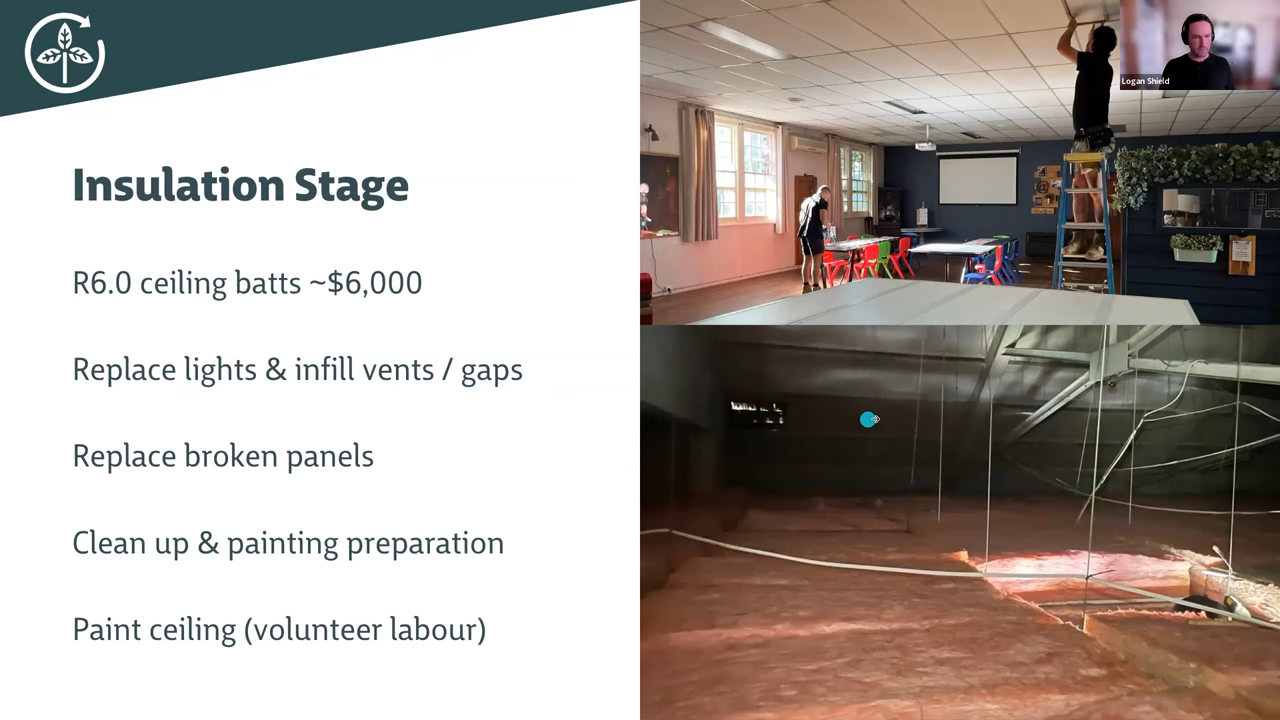 Insulation Stage
R6.0 ceiling batts ~$6,000
Replace lights & infill vents / gaps
Replace broken panels
Clean up & painting preparation
Paint ceiling (volunteer labour)
Logan Shield